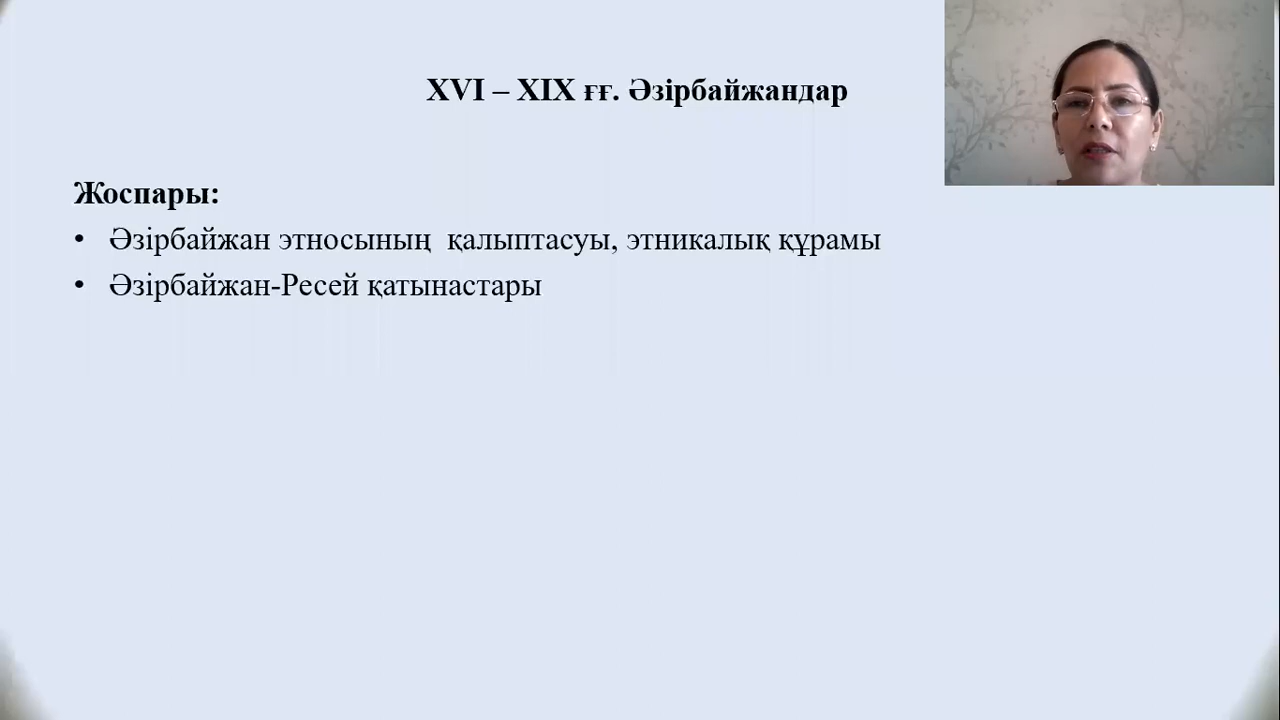 XVI – XIX ғғ. Әзірбайжандар
Жоспары:
• Әзірбайжан этносының қалыптасуы, этникалық құрамы
• Әзірбайжан-Ресей қатынастары